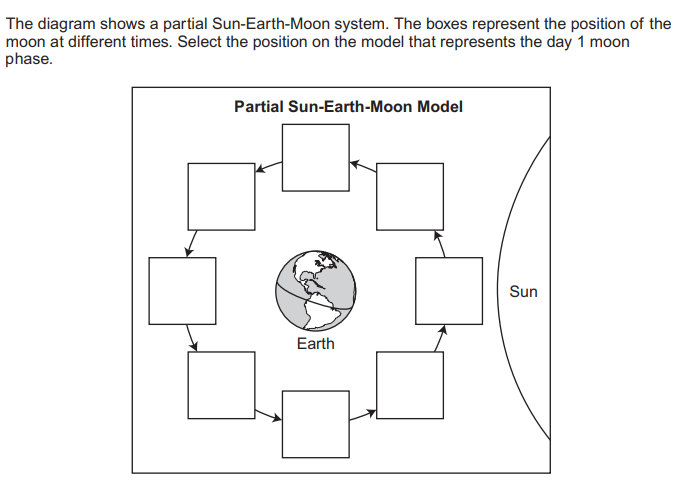 The diagram shows a partial Sun-Earth-Moon system. The boxes represent the position of the
moon at different times. Select the position on the model that represents the day 1 moon
phase.
Partial Sun-Earth-Moon Model
Sun
Earth